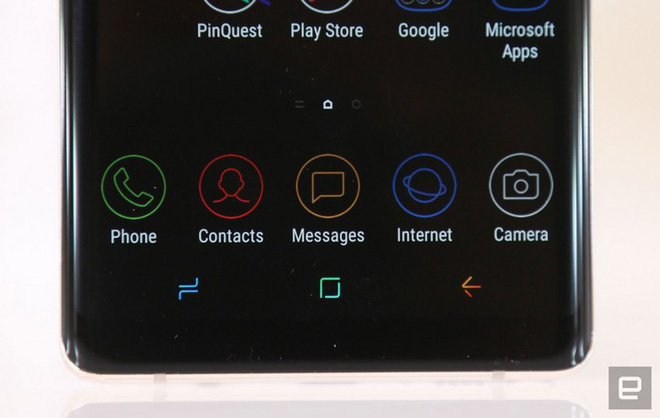 PinQuest
Play Store
Google
Microsoft
Apps
Phone
Contacts
Messages
Internet
Camera
e